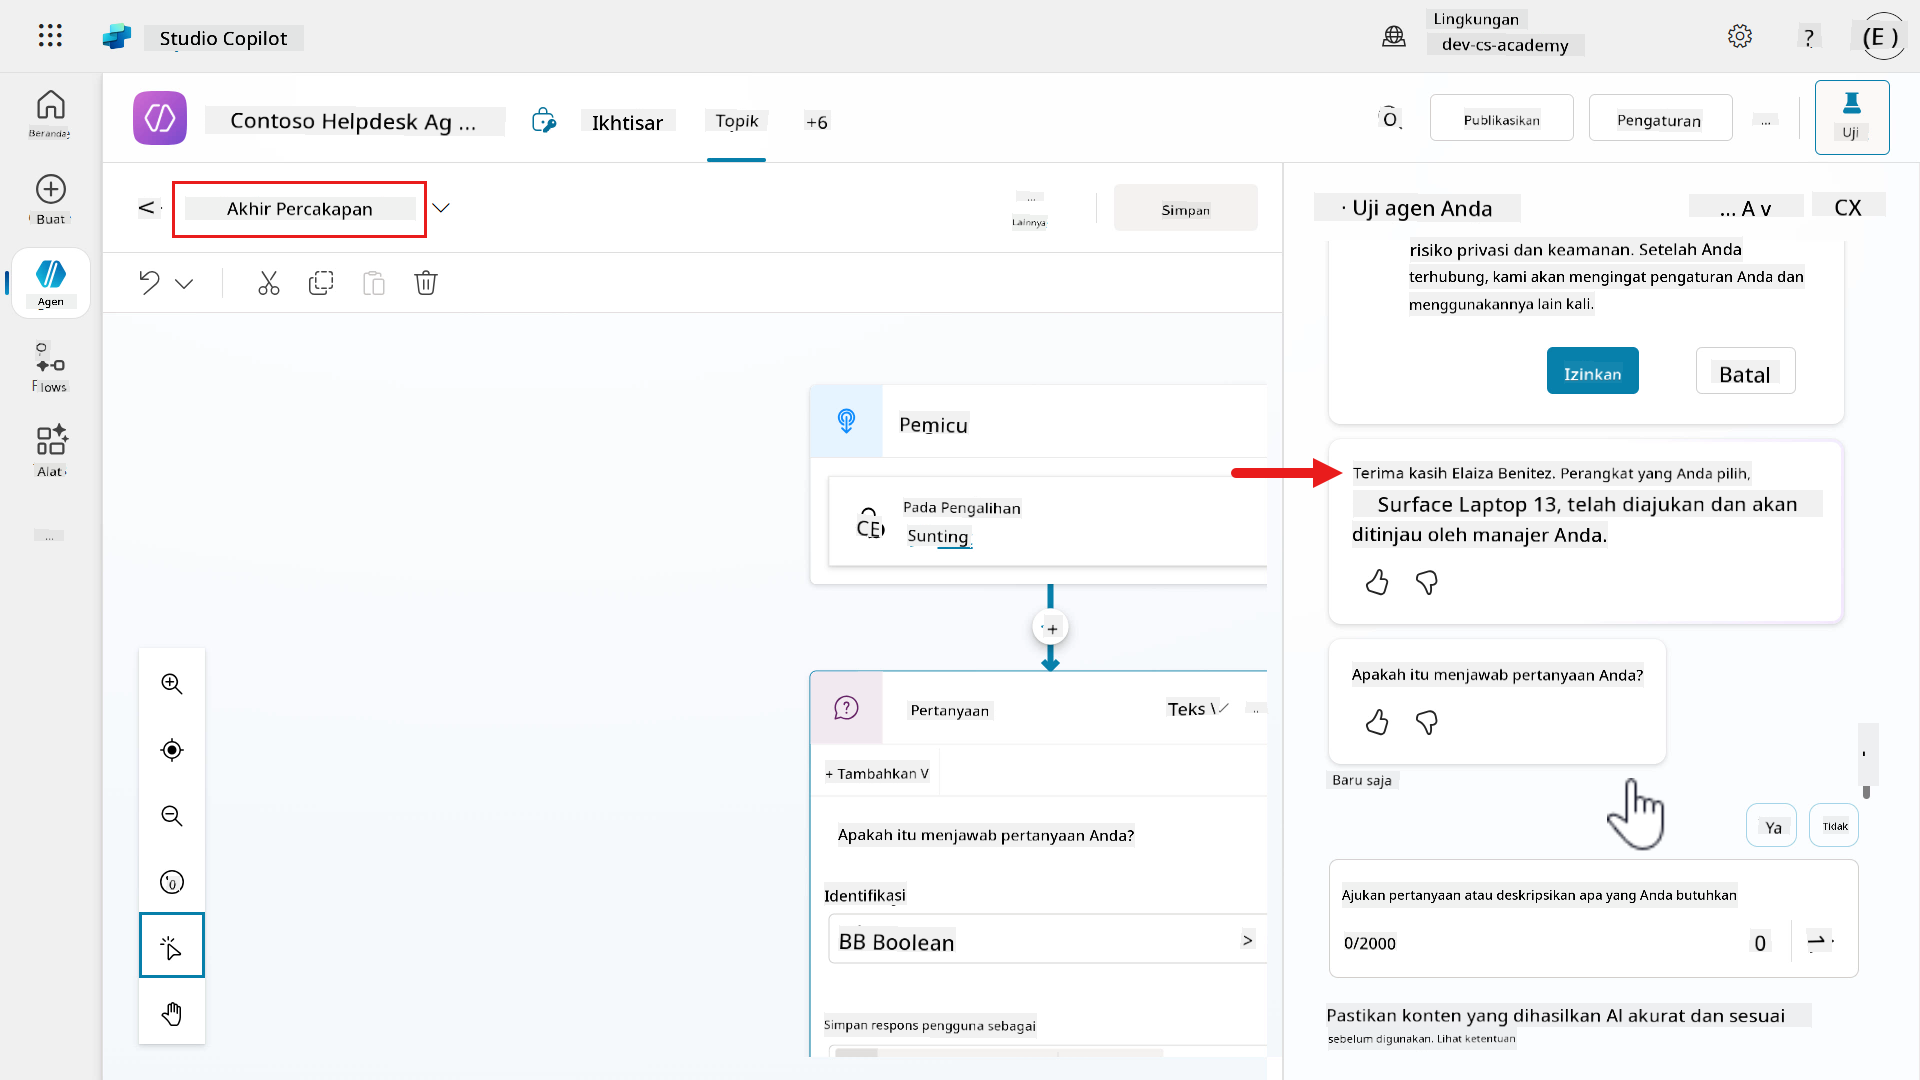 Studio Copilot
Lingkungan
dev-cs-academy
?
(E )
Beranda
Buat
Agen
Flows
Alat
...
Contoso Helpdesk Ag ...
Ikhtisar
Topik
+6
Publikasikan
Pengaturan
...
Uji
<
Akhir Percakapan
...
Lainnya
Simpan
Pemicu
Pada Pengalihan
Sunting
+
Pertanyaan
Teks
...
+ Tambahkan V
Apakah itu menjawab pertanyaan Anda?
Identifikasi
BB Boolean
>
Simpan respons pengguna sebagai
· Uji agen Anda
... A v
CX
risiko privasi dan keamanan. Setelah Anda
terhubung, kami akan mengingat pengaturan Anda dan
menggunakannya lain kali.
Izinkan
Batal
Terima kasih Elaiza Benitez. Perangkat yang Anda pilih,
Surface Laptop 13, telah diajukan dan akan
ditinjau oleh manajer Anda.
Apakah itu menjawab pertanyaan Anda?
Baru saja
Ya
Tidak
Ajukan pertanyaan atau deskripsikan apa yang Anda butuhkan
0/2000
0
Pastikan konten yang dihasilkan AI akurat dan sesuai
sebelum digunakan. Lihat ketentuan